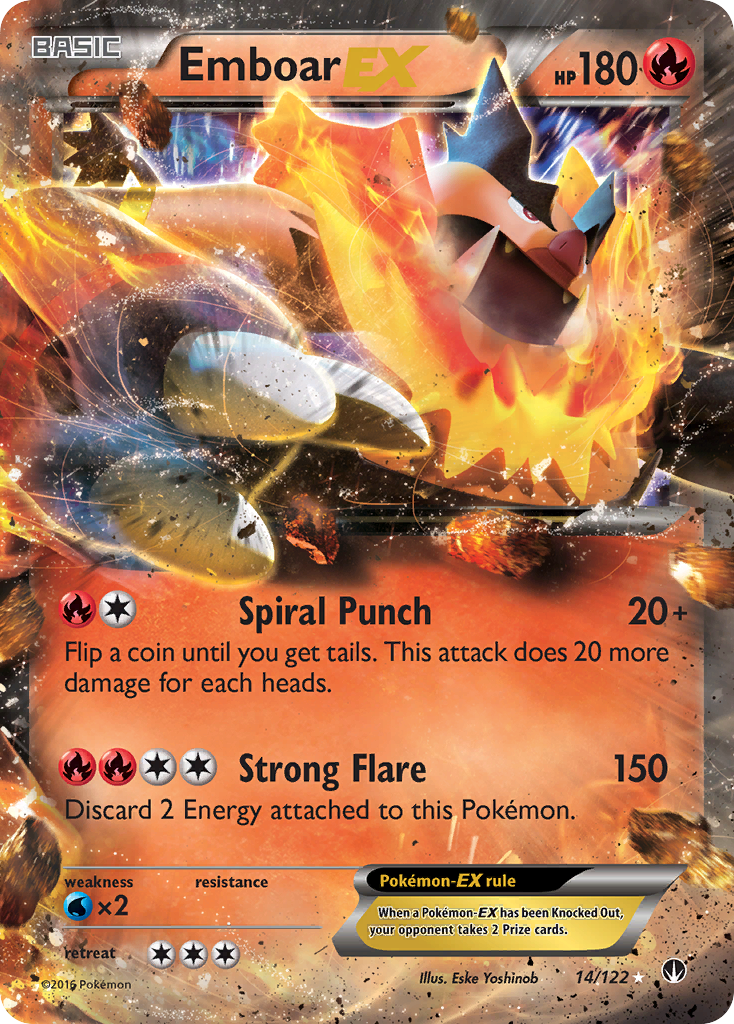 BASIC
Emboar EX
HP 180
Spiral Punch 20+
Flip a coin until you get tails. This attack does 20 more
damage for each heads.
Strong Flare 150
Discard 2 Energy attached to this Pokémon.
weakness resistance
×2
retreat
Pokémon-EX rule
When a Pokémon-EX has been Knocked Out,
your opponent takes 2 Prize cards.
Illus. Eske Yoshinob 14/122
©2016 Pokémon